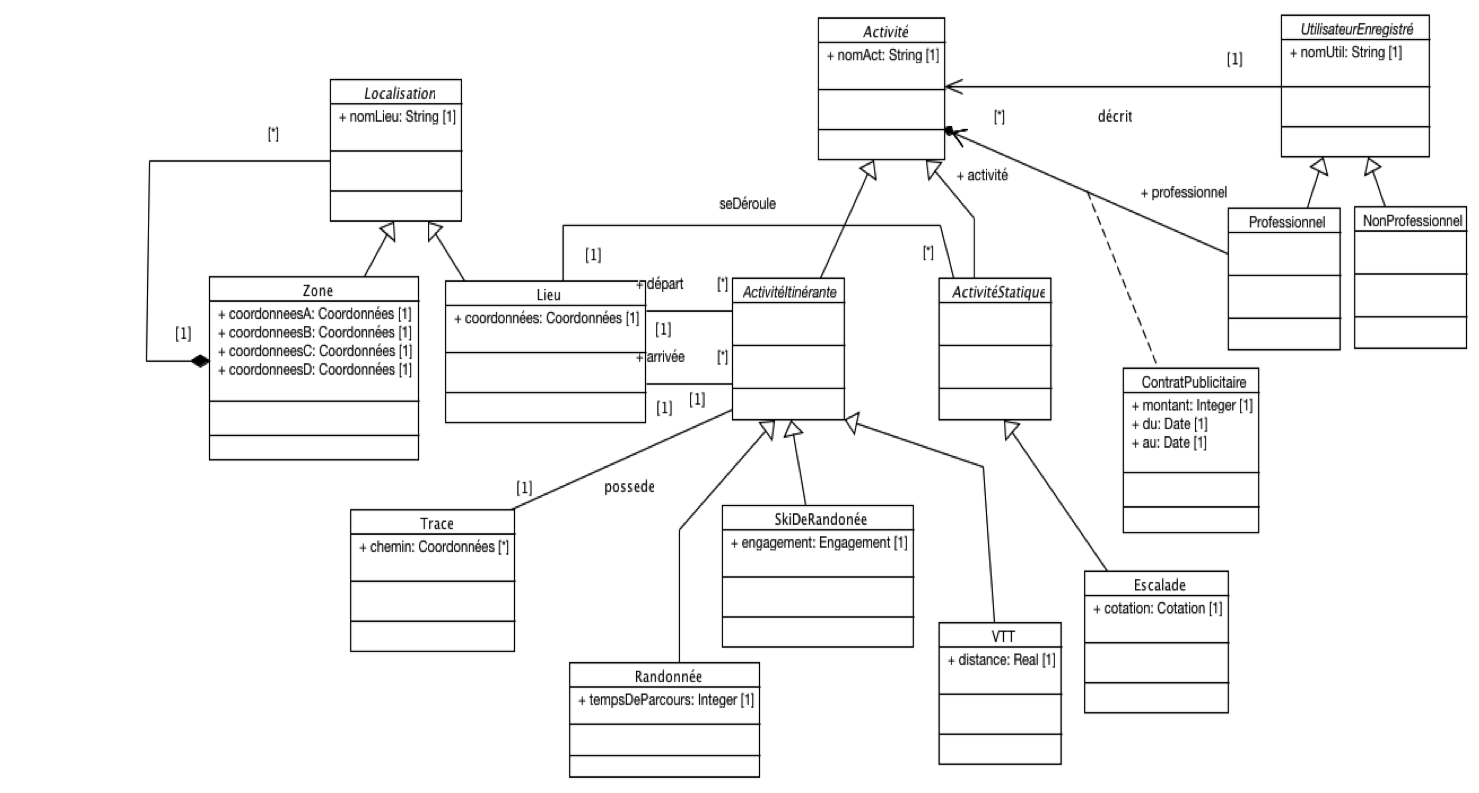 Activité
+ nomAct: String [1]
UtilisateurEnregistré
+ nomUtil: String [1]
[1]
Localisation
+ nomLieu: String [1]
[*]
[*]
décrit
+ activité
+ professionnel
seDéroule
Professionnel
NonProfessionnel
[1]
[*]
Zone
+ coordonneesA: Coordonnées [1]
+ coordonneesB: Coordonnées [1]
+ coordonneesC: Coordonnées [1]
+ coordonneesD: Coordonnées [1]
[1]
Lieu
+ coordonnées: Coordonnées [1]
+ départ
[*]
[1]
+ arrivée
[*]
[1]
[1]
ActivitéItinérante
ActivitéStatique
ContratPublicitaire
+ montant: Integer [1]
+ du: Date [1]
+ au: Date [1]
[1]
possede
Trace
+ chemin: Coordonnées [*]
SkiDeRandonée
+ engagement: Engagement [1]
Escalade
+ cotation: Cotation [1]
VTT
+ distance: Real [1]
Randonnée
+ tempsDeParcours: Integer [1]